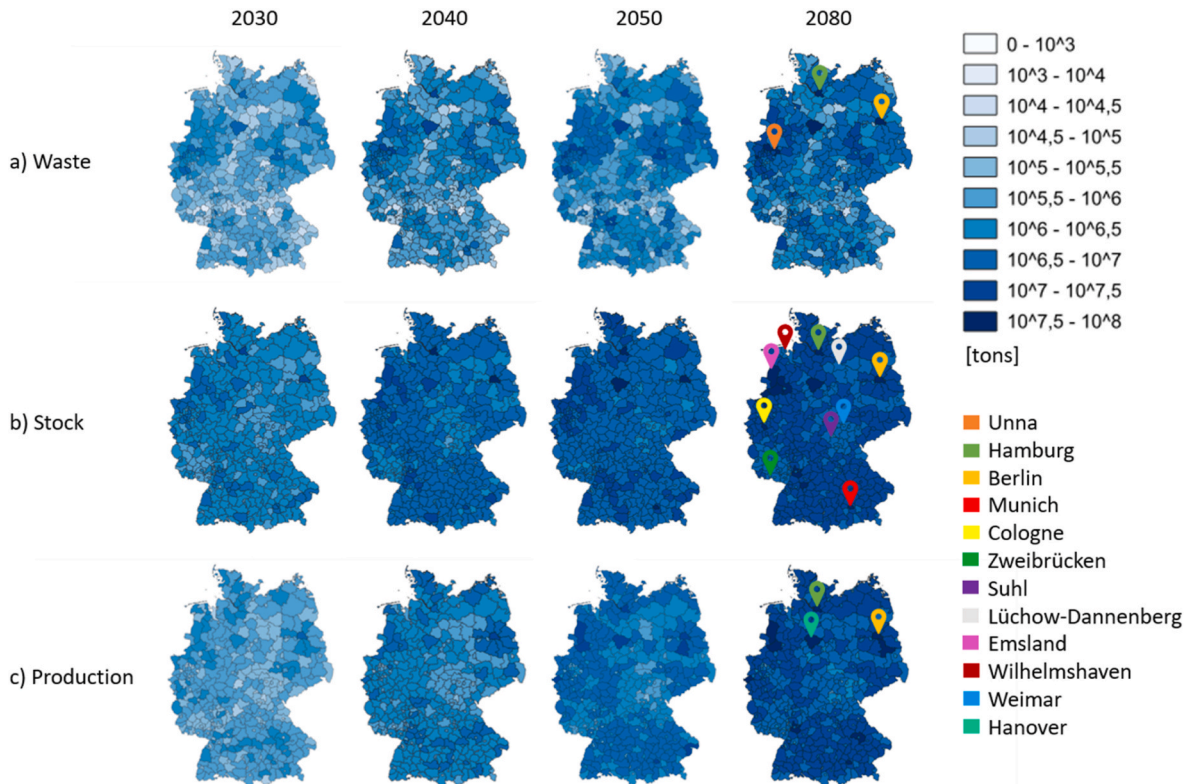 2030 2040 2050 2080
a) Waste
b) Stock
c) Production
0 - 10^3
10^3 - 10^4
10^4 - 10^4,5
10^4,5 - 10^5
10^5 - 10^5,5
10^5,5 - 10^6
10^6 - 10^6,5
10^6,5 - 10^7
10^7 - 10^7,5
10^7,5 - 10^8
[tons]
Unna
Hamburg
Berlin
Munich
Cologne
Zweibrücken
Suhl
Lüchow-Dannenberg
Emsland
Wilhelmshaven
Weimar
Hanover